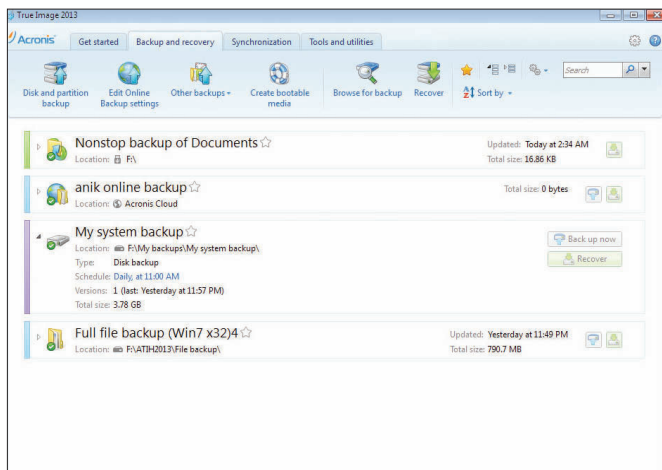 True Image 2013
Acronis
Get started
Backup and recovery
Synchronization
Tools and utilities
Disk and partition backup
Edit Online Backup settings
Other backups
Create bootable media
Browse for backup
Recover
Search
Sort by
Nonstop backup of Documents
Updated: Today at 2:34 AM
Location: F:\
Total size: 16.86 KB
anik online backup
Total size: 0 bytes
Location: Acronis Cloud
My system backup
Back up now
Location: F:\My backups\My system backup\
Recover
Type: Disk backup
Schedule: Daily, at 11:00 AM
Versions: 1 (last: Yesterday at 11:57 PM)
Total size: 3.78 GB
Full file backup (Win7 x32)4
Updated: Yesterday at 11:49 PM
Location: F:\ATIH2013\File backup\
Total size: 790.7 MB